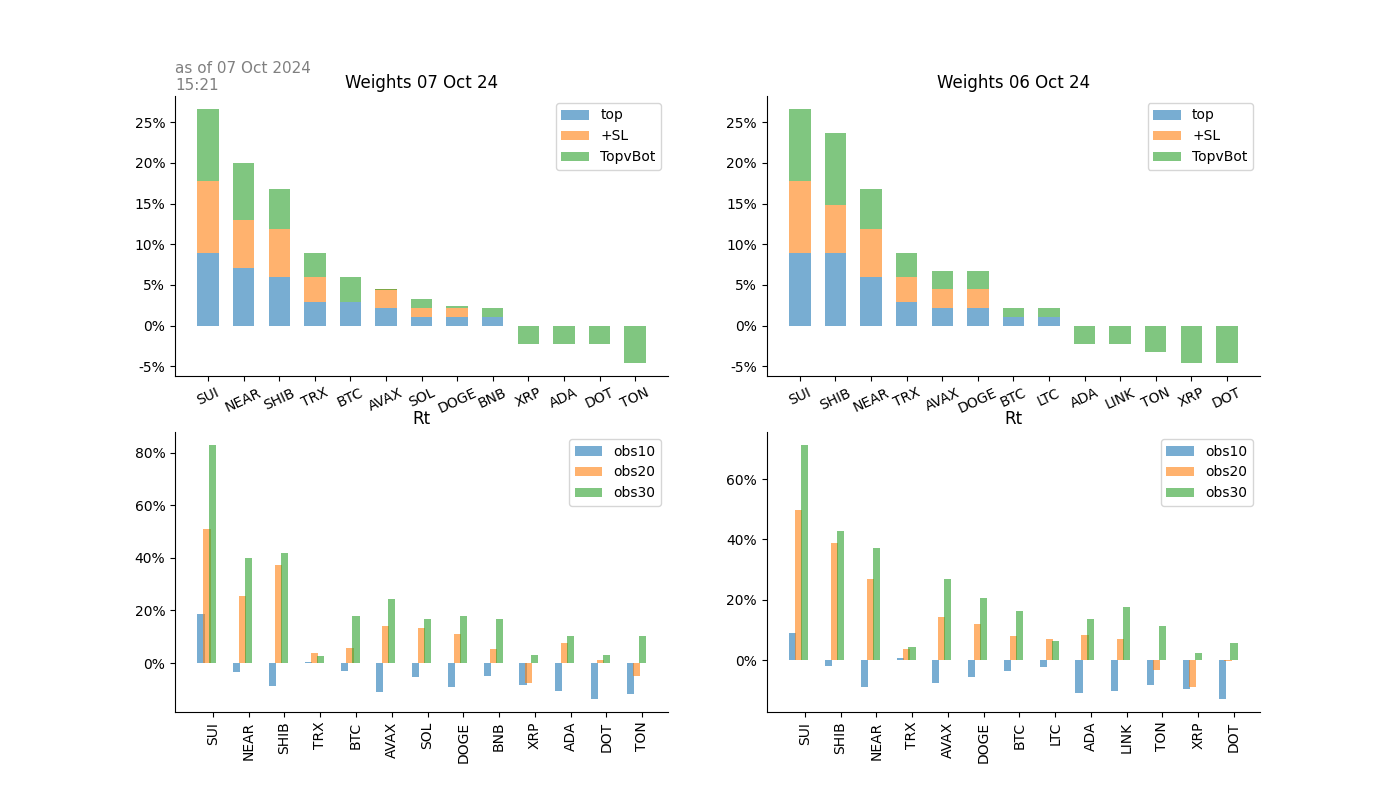 as of 07 Oct 2024
15:21
Weights 07 Oct 24
25%
20%
15%
10%
5%
0%
-5%
top
+SL
TopvBot
SUI NEAR SHIB TRX BTC AVAX SOL DOGE BNB XRP ADA DOT TON
Weights 06 Oct 24
25%
20%
15%
10%
5%
0%
-5%
top
+SL
TopvBot
SUI SHIB NEAR TRX AVAX DOGE BTC LTC ADA LINK TON XRP DOT
Rt
80%
60%
40%
20%
0%
obs10
obs20
obs30
SUI NEAR SHIB TRX BTC AVAX SOL DOGE BNB XRP ADA DOT TON
Rt
60%
40%
20%
0%
obs10
obs20
obs30
SUI SHIB NEAR TRX AVAX DOGE BTC LTC ADA LINK TON XRP DOT